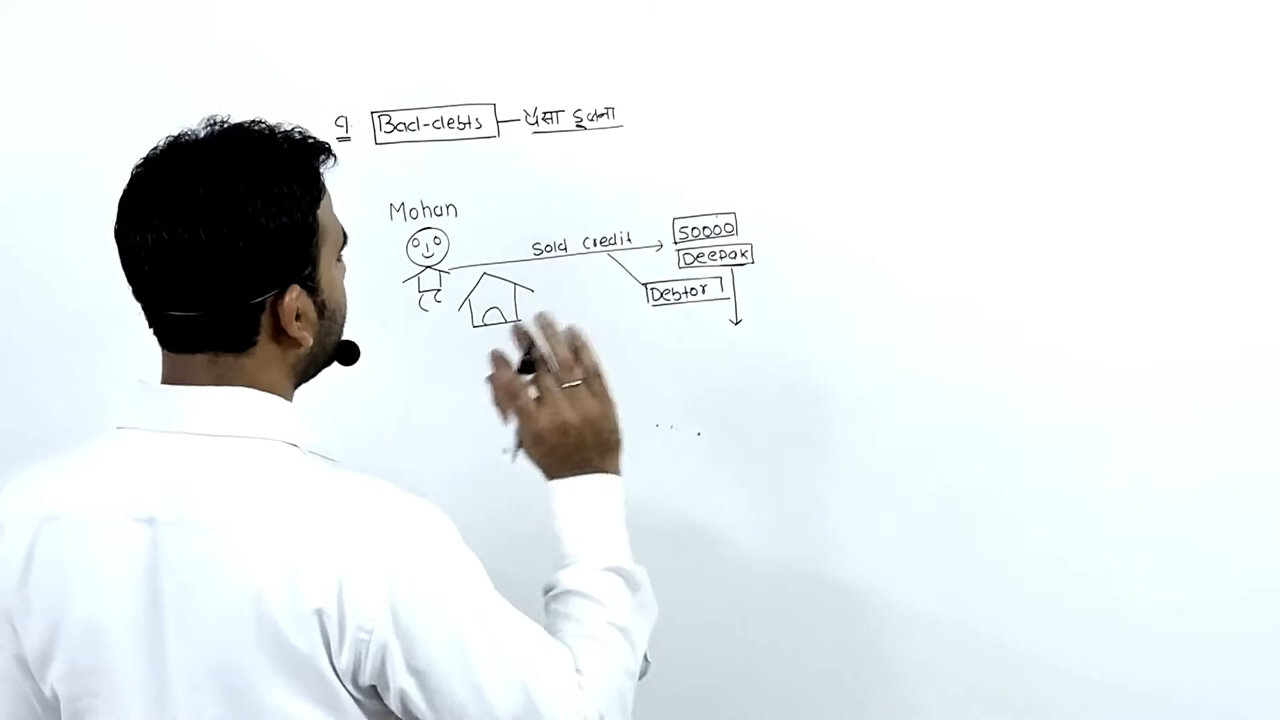 9. Bad-debts — पैसा डूबना
Mohan
Sold Credit
50000
Deepak
Debtor